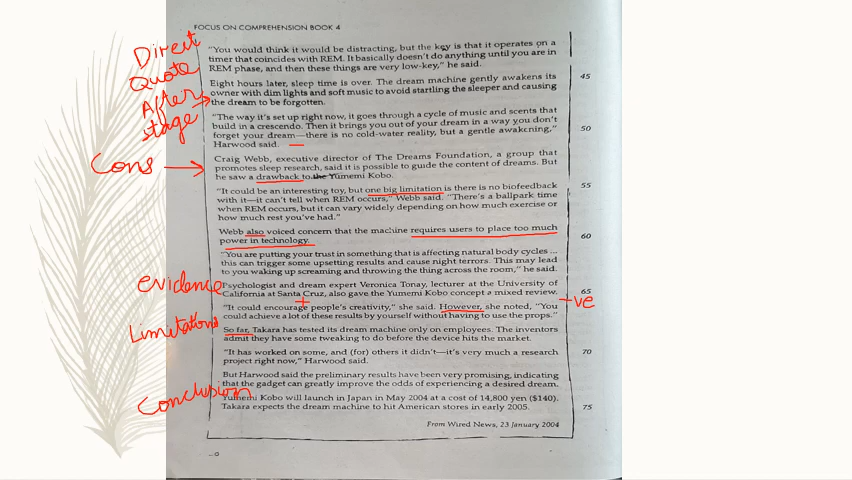 FOCUS ON COMPREHENSION BOOK 4
Direct
Quote
"You would think it would be distracting, but the key is that it operates on a
timer that coincides with REM. It basically doesn't do anything until you are in
REM phase, and then these things are very low-key," he said.
After
stage
Eight hours later, sleep time is over. The dream machine gently awakens its 45
owner with dim lights and soft music to avoid startling the sleeper and causing
the dream to be forgotten.
"The way it's set up right now, it goes through a cycle of music and scents that
build in a crescendo. Then it brings you out of your dream in a way you don't
forget your dream—there is no cold-water reality, but a gentle awakening," 50
Harwood said.
Cons
Craig Webb, executive director of The Dreams Foundation, a group that
promotes sleep research, said it is possible to guide the content of dreams. But
he saw a drawback to the Yumemi Kobo.
"It could be an interesting toy, but one big limitation is there is no biofeedback 55
with it—it can't tell when REM occurs," Webb said. "There's a ballpark time
when REM occurs, but it can vary widely depending on how much exercise or
how much rest you've had."
Webb also voiced concern that the machine requires users to place too much
power in technology. 60
"You are putting your trust in something that is affecting natural body cycles ...
this can trigger some upsetting results and cause night terrors. This may lead
to you waking up screaming and throwing the thing across the room," he said.
evidence
Psychologist and dream expert Veronica Tonay, lecturer at the University of
California at Santa Cruz, also gave the Yumemi Kobo concept a mixed review. 65
+
-ve
"It could encourage people's creativity," she said. However, she noted, "You
could achieve a lot of these results by yourself without having to use the props."
Limitations
So far, Takara has tested its dream machine only on employees. The inventors
admit they have some tweaking to do before the device hits the market.
"It has worked on some, and (for) others it didn't—it's very much a research 70
project right now," Harwood said.
But Harwood said the preliminary results have been very promising, indicating
that the gadget can greatly improve the odds of experiencing a desired dream.
Conclusion
Yumemi Kobo will launch in Japan in May 2004 at a cost of 14,800 yen ($140).
Takara expects the dream machine to hit American stores in early 2005. 75
From Wired News, 23 January 2004